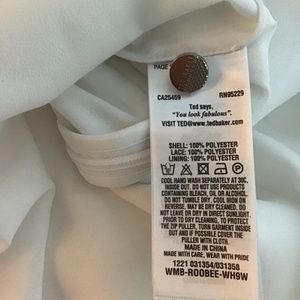 PAGE
CA25459 RN95229
Ted says,
"You look fabulous".
VISIT TED@WWW.tedbaker.com
SHELL: 100% POLYESTER
LACE: 100% POLYESTER
LINING: 100% POLYESTER
COOL HAND WASH SEPARATELY AT 30C,
INSIDE OUT. DO NOT USE PRODUCTS
CONTAINING BLEACH, OIL, OR ALCOHOL.
DO NOT TUMBLE DRY. COOL IRON ON
REVERSE. MAY BE DRY CLEANED. DO
NOT LEAVE TO DRY IN DIRECT SUNLIGHT.
PRIOR TO DRY CLEANING, TO PROTECT
THE ZIP PULLER, TURN GARMENT INSIDE
OUT AND IF POSSIBLE COVER THE
PULLER WITH CLOTH.
MADE IN CHINA
MADE WITH CARE, WEAR WITH PRIDE
1221 031354/031358
WMB-ROOBEE-WH9W